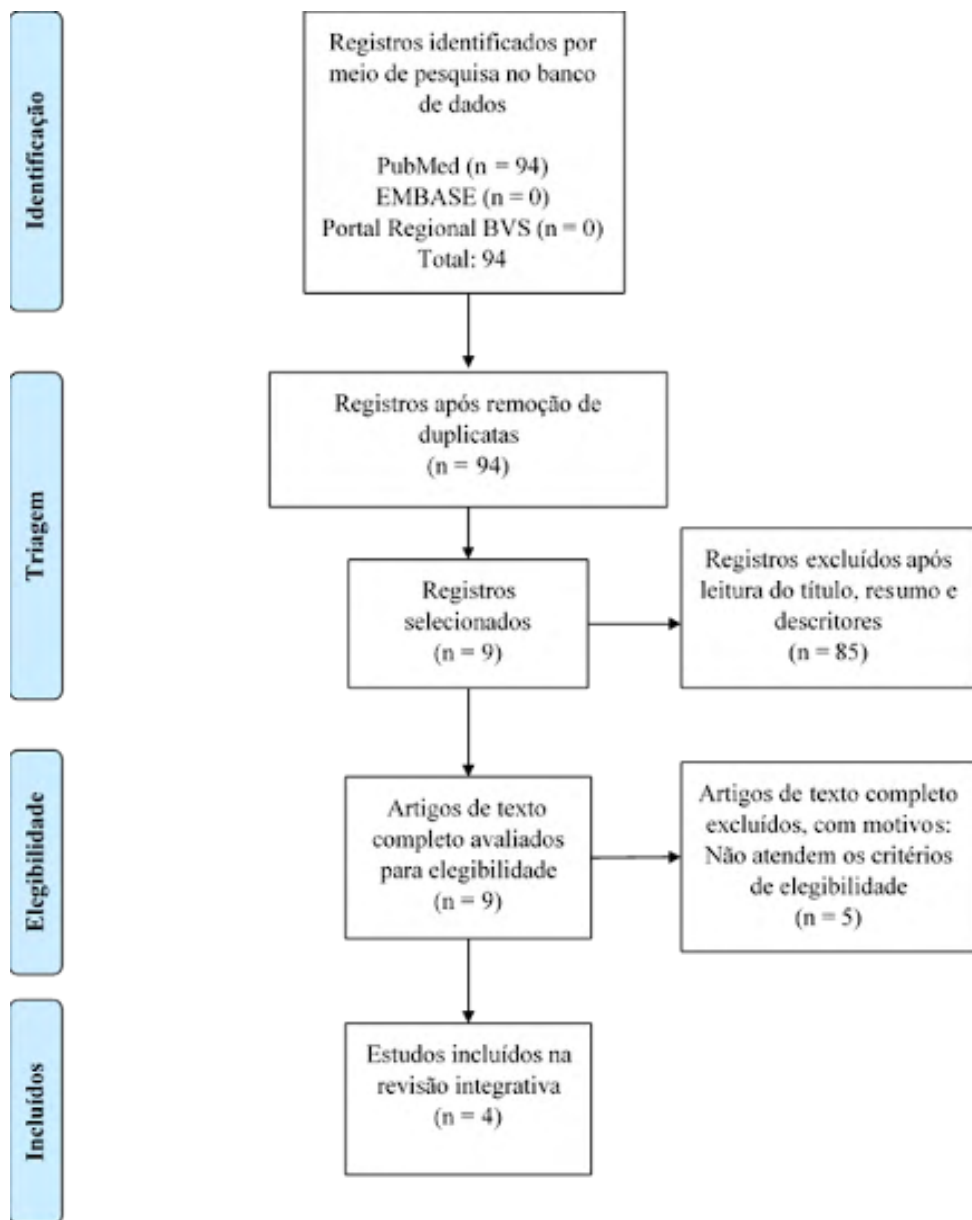 Identificação
Registros identificados por
meio de pesquisa no banco
de dados
PubMed (n = 94)
EMBASE (n = 0)
Portal Regional BVS (n = 0)
Total: 94
Triagem
Registros após remoção de
duplicatas
(n = 94)
Registros
selecionados
(n = 9)
Registros excluídos após
leitura do título, resumo e
descritores
(n = 85)
Elegibilidade
Artigos de texto
completo avaliados
para elegibilidade
(n = 9)
Artigos de texto completo
excluídos, com motivos:
Não atendem os critérios
de elegibilidade
(n = 5)
Incluídos
Estudos incluídos na
revisão integrativa
(n = 4)